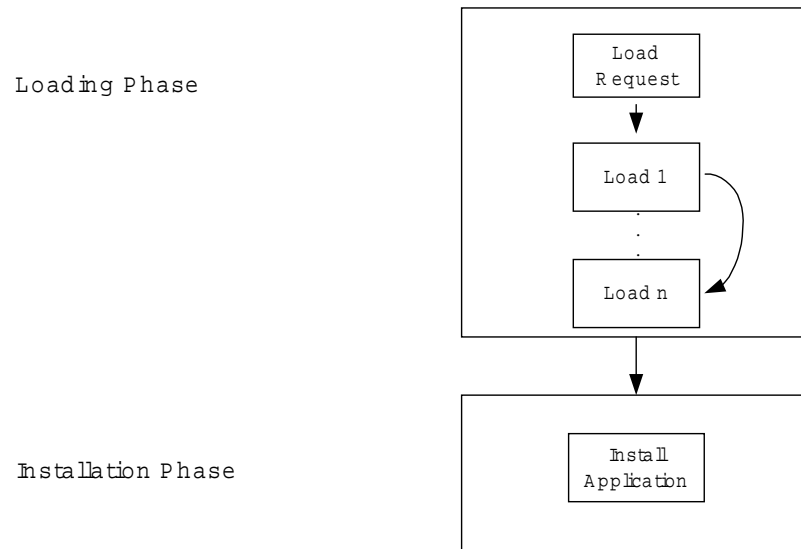 Loading Phase
Load
Request
Load 1
.
.
.
Load n
Installation Phase
Install
Application